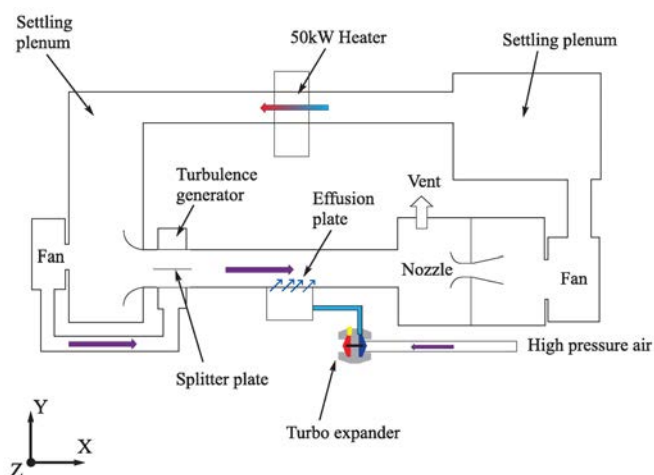 Settling
plenum
50kW Heater
Settling plenum
Turbulence
generator
Effusion
plate
Vent
Fan
Nozzle
Fan
Splitter plate
High pressure air
Turbo expander
Y
X
Z